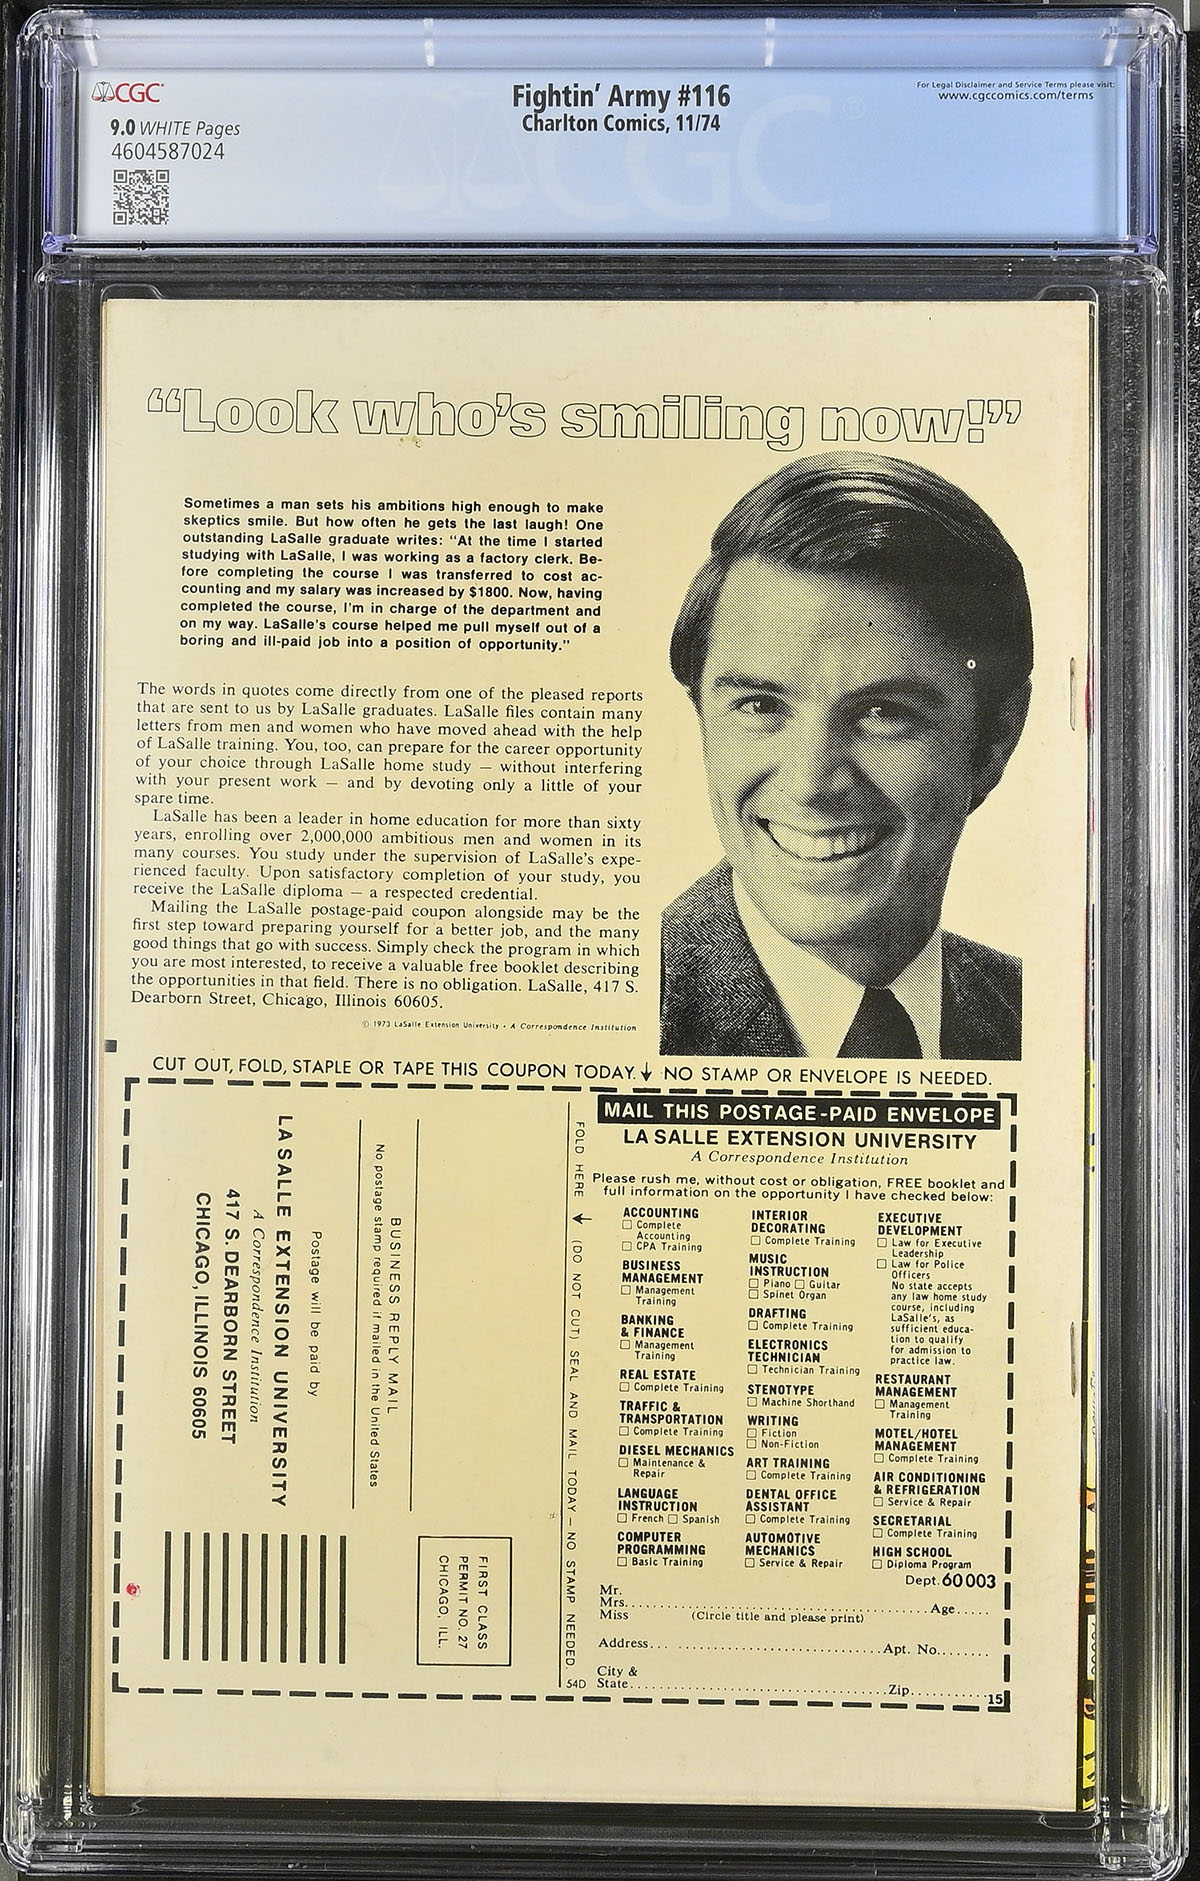 CGC
9.0 WHITE Pages
4604587024
Fightin' Army #116
Charlton Comics, 11/74
For Legal Disclaimer and Service Terms please visit:
www.cgccomics.com/terms
CGC
"Look who's smiling now!"
Sometimes a man sets his ambitions high enough to make
skeptics smile. But how often he gets the last laugh! One
outstanding LaSalle graduate writes: "At the time I started
studying with LaSalle, I was working as a factory clerk. Be-
fore completing the course I was transferred to cost ac-
counting and my salary was increased by $1800. Now, having
completed the course, I'm in charge of the department and
on my way. LaSalle's course helped me pull myself out of a
boring and ill-paid job into a position of opportunity."
The words in quotes come directly from one of the pleased reports
that are sent to us by LaSalle graduates. LaSalle files contain many
letters from men and women who have moved ahead with the help
of LaSalle training. You, too, can prepare for the career opportunity
of your choice through LaSalle home study — without interfering
with your present work — and by devoting only a little of your
spare time.
LaSalle has been a leader in home education for more than sixty
years, enrolling over 2,000,000 ambitious men and women in its
many courses. You study under the supervision of LaSalle's expe-
rienced faculty. Upon satisfactory completion of your study, you
receive the LaSalle diploma — a respected credential.
Mailing the LaSalle postage-paid coupon alongside may be the
first step toward preparing yourself for a better job, and the many
good things that go with success. Simply check the program in which
you are most interested, to receive a valuable free booklet describing
the opportunities in that field. There is no obligation. LaSalle, 417 S.
Dearborn Street, Chicago, Illinois 60605.
© 1973 LaSalle Extension University • A Correspondence Institution
CUT OUT, FOLD, STAPLE OR TAPE THIS COUPON TODAY. NO STAMP OR ENVELOPE IS NEEDED.
FIRST CLASS
PERMIT NO. 27
CHICAGO, ILL.
BUSINESS REPLY MAIL
No postage stamp required if mailed in the United States
Postage will be paid by
LA SALLE EXTENSION UNIVERSITY
A Correspondence Institution
417 S. DEARBORN STREET
CHICAGO, ILLINOIS 60605
FOLD HERE (DO NOT CUT) SEAL AND MAIL TODAY — NO STAMP NEEDED.
54D
MAIL THIS POSTAGE-PAID ENVELOPE
LA SALLE EXTENSION UNIVERSITY
A Correspondence Institution
Please rush me, without cost or obligation, FREE booklet and
full information on the opportunity I have checked below:
ACCOUNTING
☐ Complete
Accounting
☐ CPA Training
BUSINESS
MANAGEMENT
☐ Management
Training
BANKING
& FINANCE
☐ Management
Training
REAL ESTATE
☐ Complete Training
TRAFFIC &
TRANSPORTATION
☐ Complete Training
DIESEL MECHANICS
☐ Maintenance &
Repair
LANGUAGE
INSTRUCTION
☐ French ☐ Spanish
COMPUTER
PROGRAMMING
☐ Basic Training
INTERIOR
DECORATING
☐ Complete Training
MUSIC
INSTRUCTION
☐ Piano ☐ Guitar
☐ Spinet Organ
DRAFTING
☐ Complete Training
ELECTRONICS
TECHNICIAN
☐ Technician Training
STENOTYPE
☐ Machine Shorthand
WRITING
☐ Fiction
☐ Non-Fiction
ART TRAINING
☐ Complete Training
DENTAL OFFICE
ASSISTANT
☐ Complete Training
AUTOMOTIVE
MECHANICS
☐ Service & Repair
EXECUTIVE
DEVELOPMENT
☐ Law for Executive
Leadership
☐ Law for Police
Officers
No state accepts
any law home study
course, including
LaSalle's, as
sufficient educa-
tion to qualify
for admission to
practice law.
RESTAURANT
MANAGEMENT
☐ Management
Training
MOTEL/HOTEL
MANAGEMENT
☐ Complete Training
AIR CONDITIONING
& REFRIGERATION
☐ Service & Repair
SECRETARIAL
☐ Complete Training
HIGH SCHOOL
☐ Diploma Program
Dept. 60003
Mr.
Mrs. Age
Miss (Circle title and please print)
Address Apt. No.
City &
State Zip
15